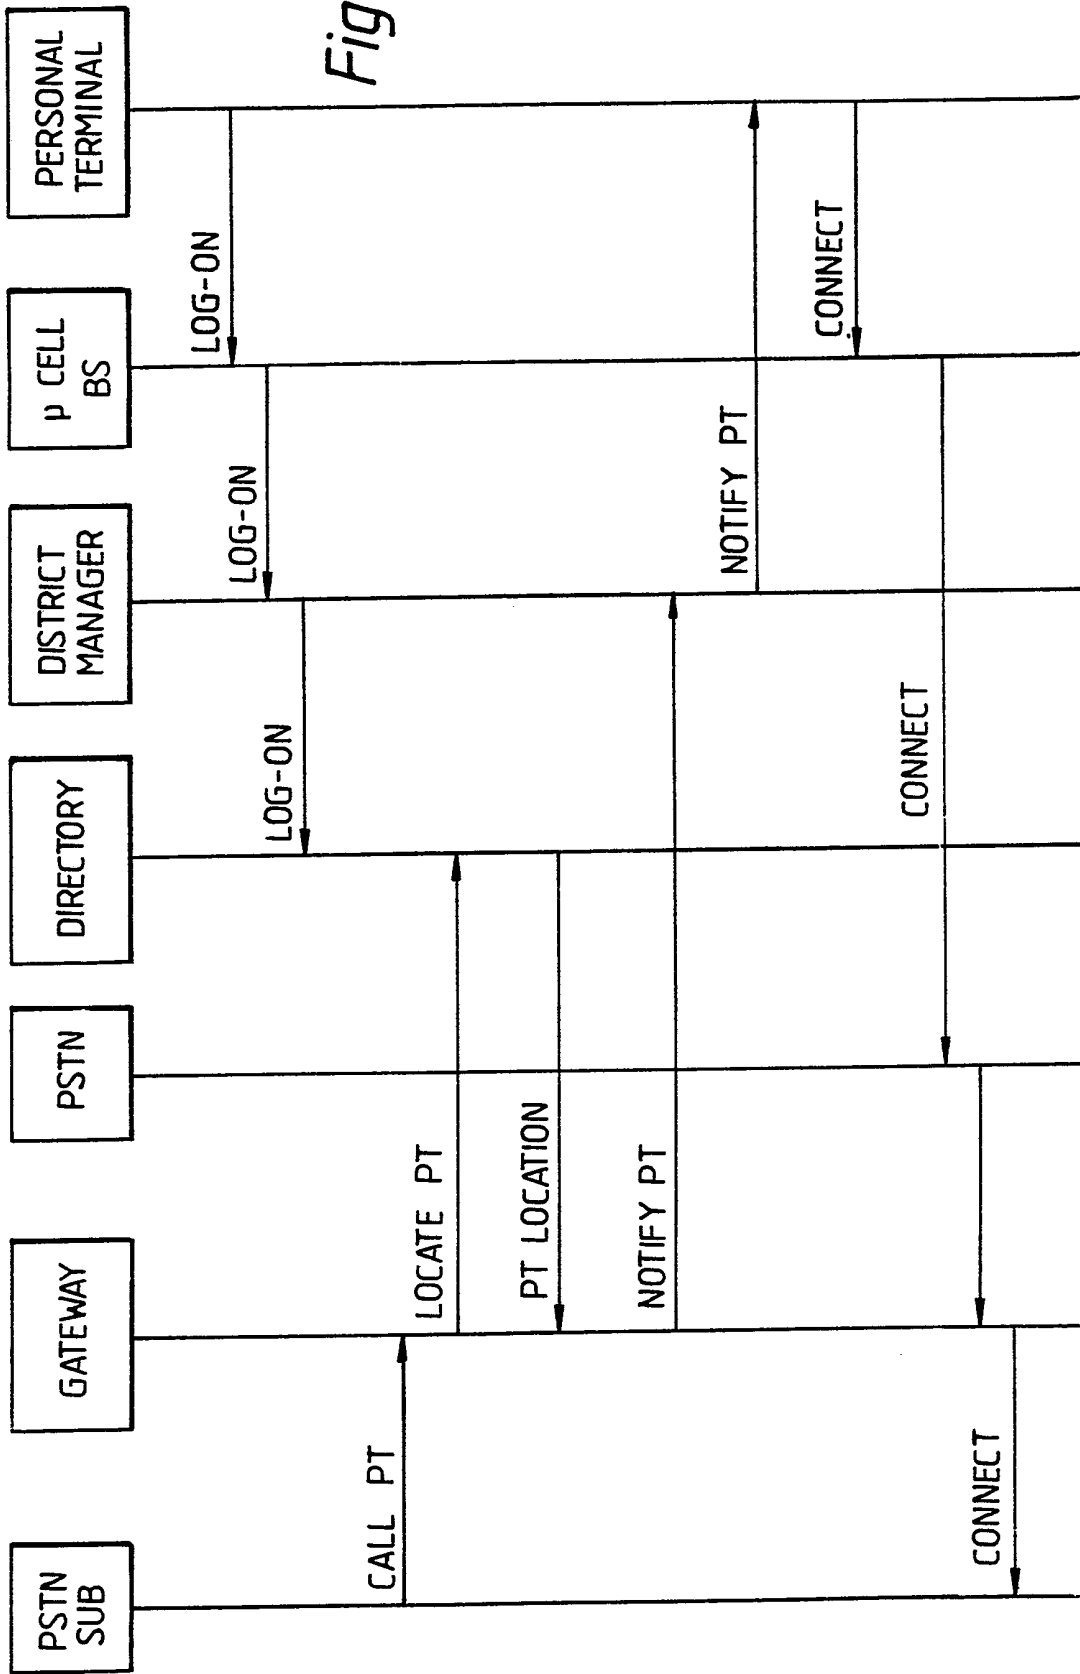 PSTN
SUB
GATEWAY
PSTN
DIRECTORY
DISTRICT
MANAGER
µ CELL
BS
PERSONAL
TERMINAL
LOG-ON
LOG-ON
LOG-ON
Fig
CALL PT
LOCATE PT
PT LOCATION
NOTIFY PT
NOTIFY PT
CONNECT
CONNECT
CONNECT